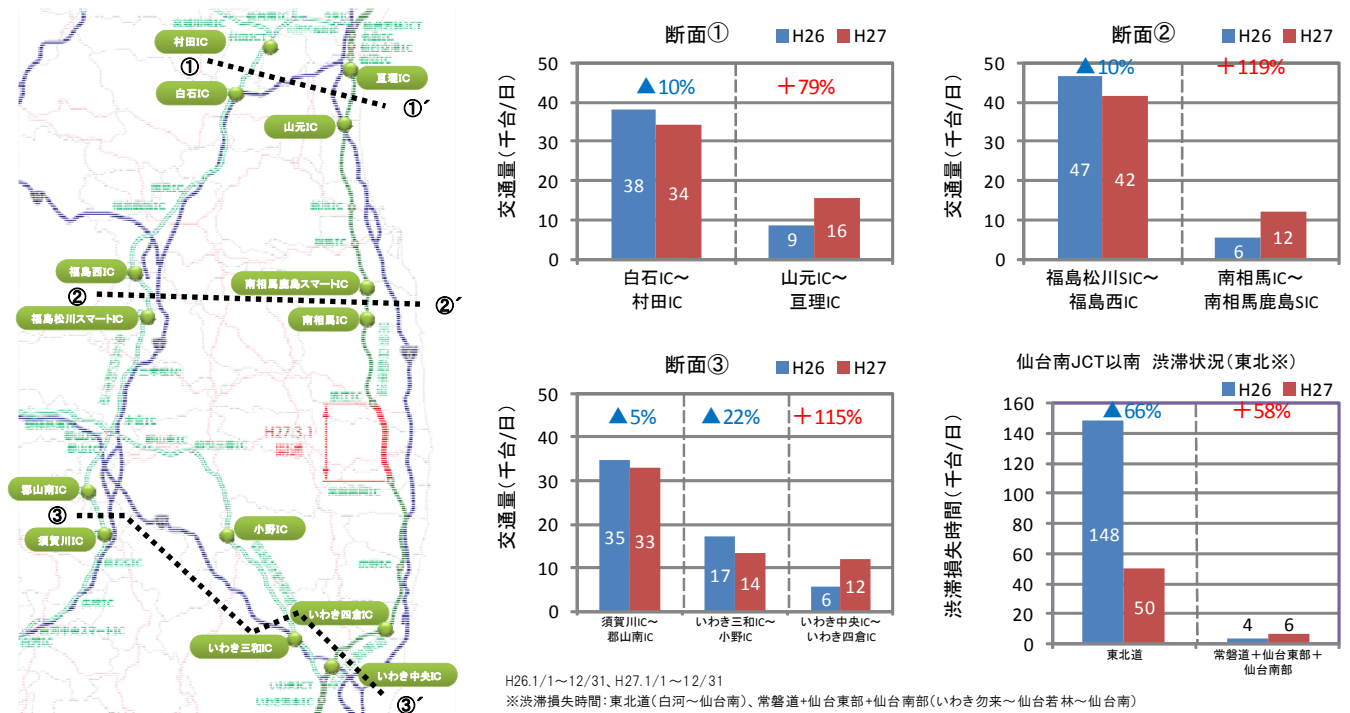 村田IC
①
白石IC
亘理IC
①´
山元IC
福島西IC
南相馬鹿島スマートIC
②
②´
福島松川スマートIC
南相馬IC
H27.3.1
郡山南IC
③
須賀川IC
小野IC
いわき四倉IC
いわき三和IC
いわき中央IC
③´
断面①
H26 H27
交通量(千台/日)
50
40
30
20
10
0
▲10%
+79%
38
34
9
16
白石IC～
村田IC
山元IC～
亘理IC
断面②
H26 H27
交通量(千台/日)
50
40
30
20
10
0
▲10%
+119%
47
42
6
12
福島松川SIC～
福島西IC
南相馬IC～
南相馬鹿島SIC
断面③
H26 H27
交通量(千台/日)
50
40
30
20
10
0
▲5%
▲22%
+115%
35
33
17
14
6
12
須賀川IC～
郡山南IC
いわき三和IC～
小野IC
いわき中央IC～
いわき四倉IC
仙台南JCT以南 渋滞状況(東北※)
H26 H27
渋滞損失時間(千台/日)
160
140
120
100
80
60
40
20
0
▲66%
+58%
148
50
4
6
東北道
常磐道+仙台東部+
仙台南部
H26.1/1～12/31、H27.1/1～12/31
※渋滞損失時間:東北道(白河～仙台南)、常磐道+仙台東部+仙台南部(いわき勿来～仙台若林～仙台南)